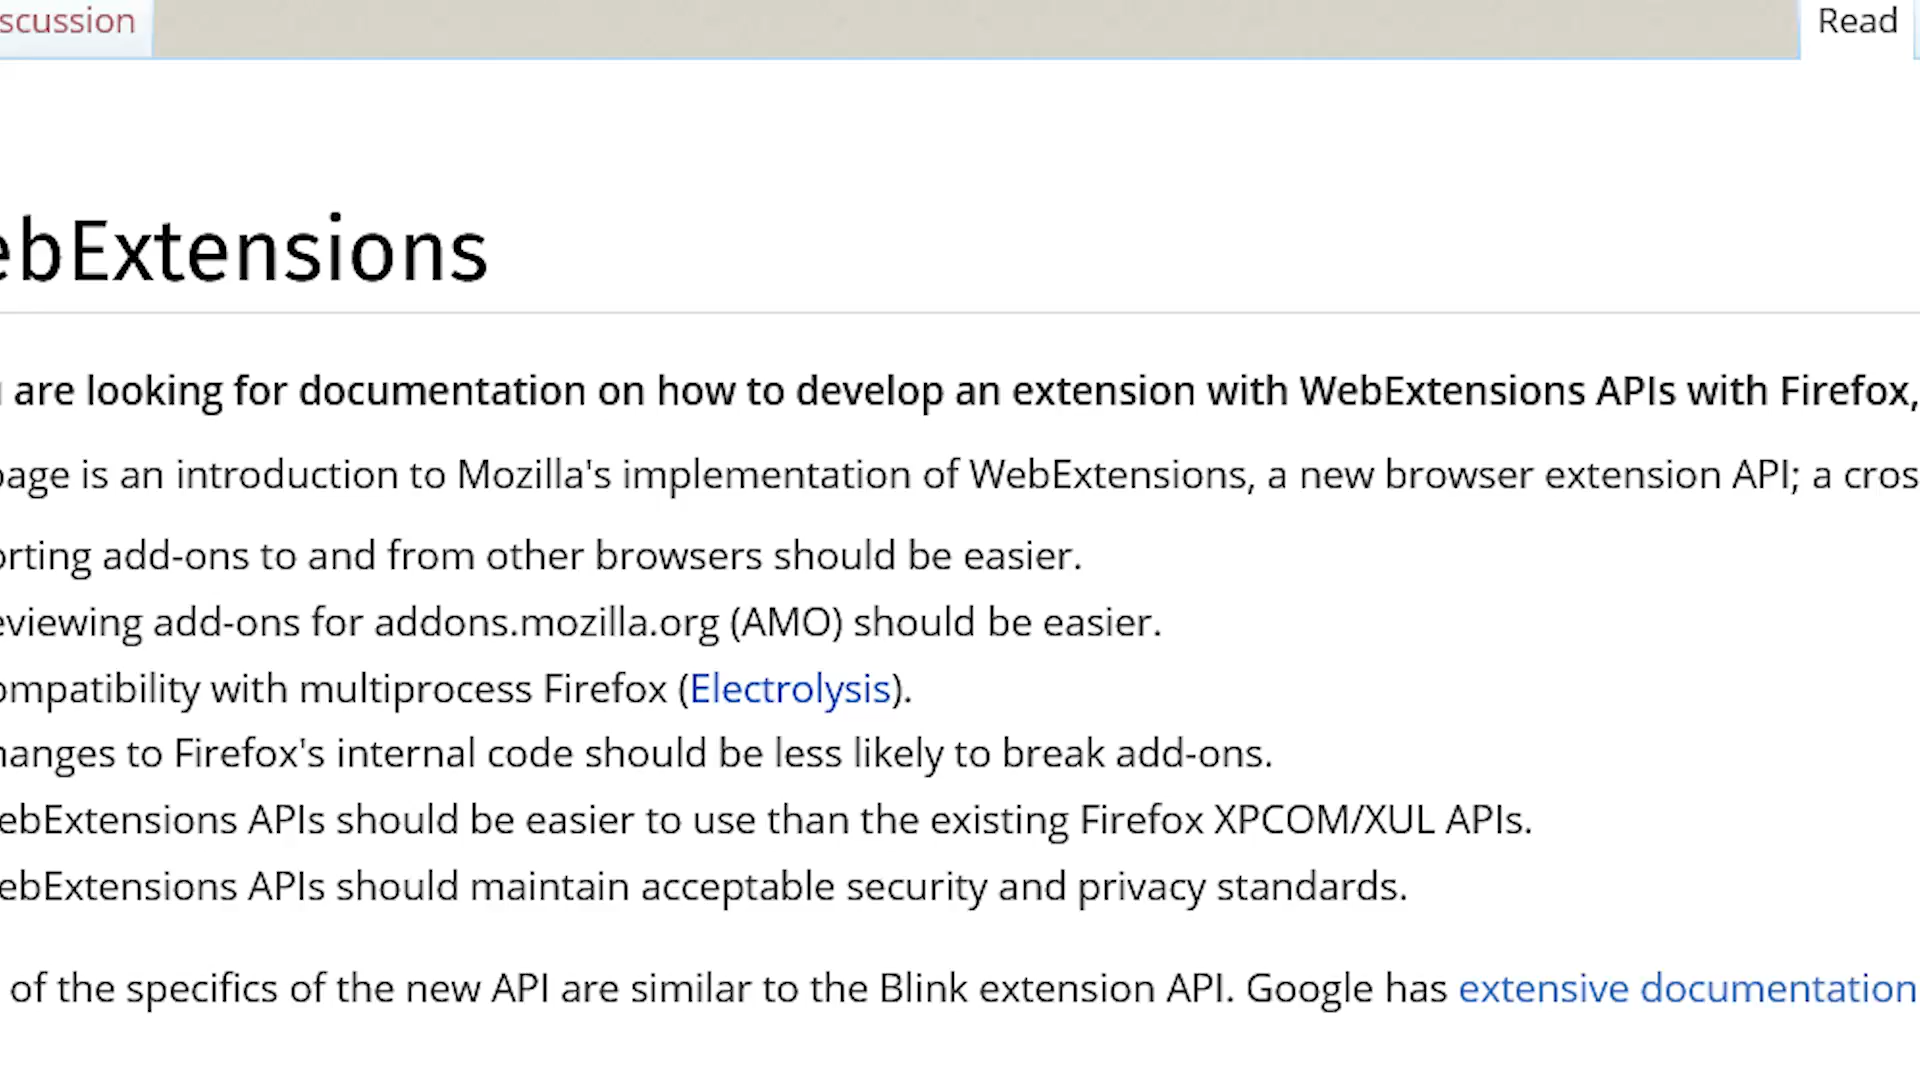 scussion Read
ebExtensions
are looking for documentation on how to develop an extension with WebExtensions APIs with Firefox,
page is an introduction to Mozilla's implementation of WebExtensions, a new browser extension API; a cros
orting add-ons to and from other browsers should be easier.
eviewing add-ons for addons.mozilla.org (AMO) should be easier.
ompatibility with multiprocess Firefox (Electrolysis).
hanges to Firefox's internal code should be less likely to break add-ons.
ebExtensions APIs should be easier to use than the existing Firefox XPCOM/XUL APIs.
ebExtensions APIs should maintain acceptable security and privacy standards.
of the specifics of the new API are similar to the Blink extension API. Google has extensive documentation